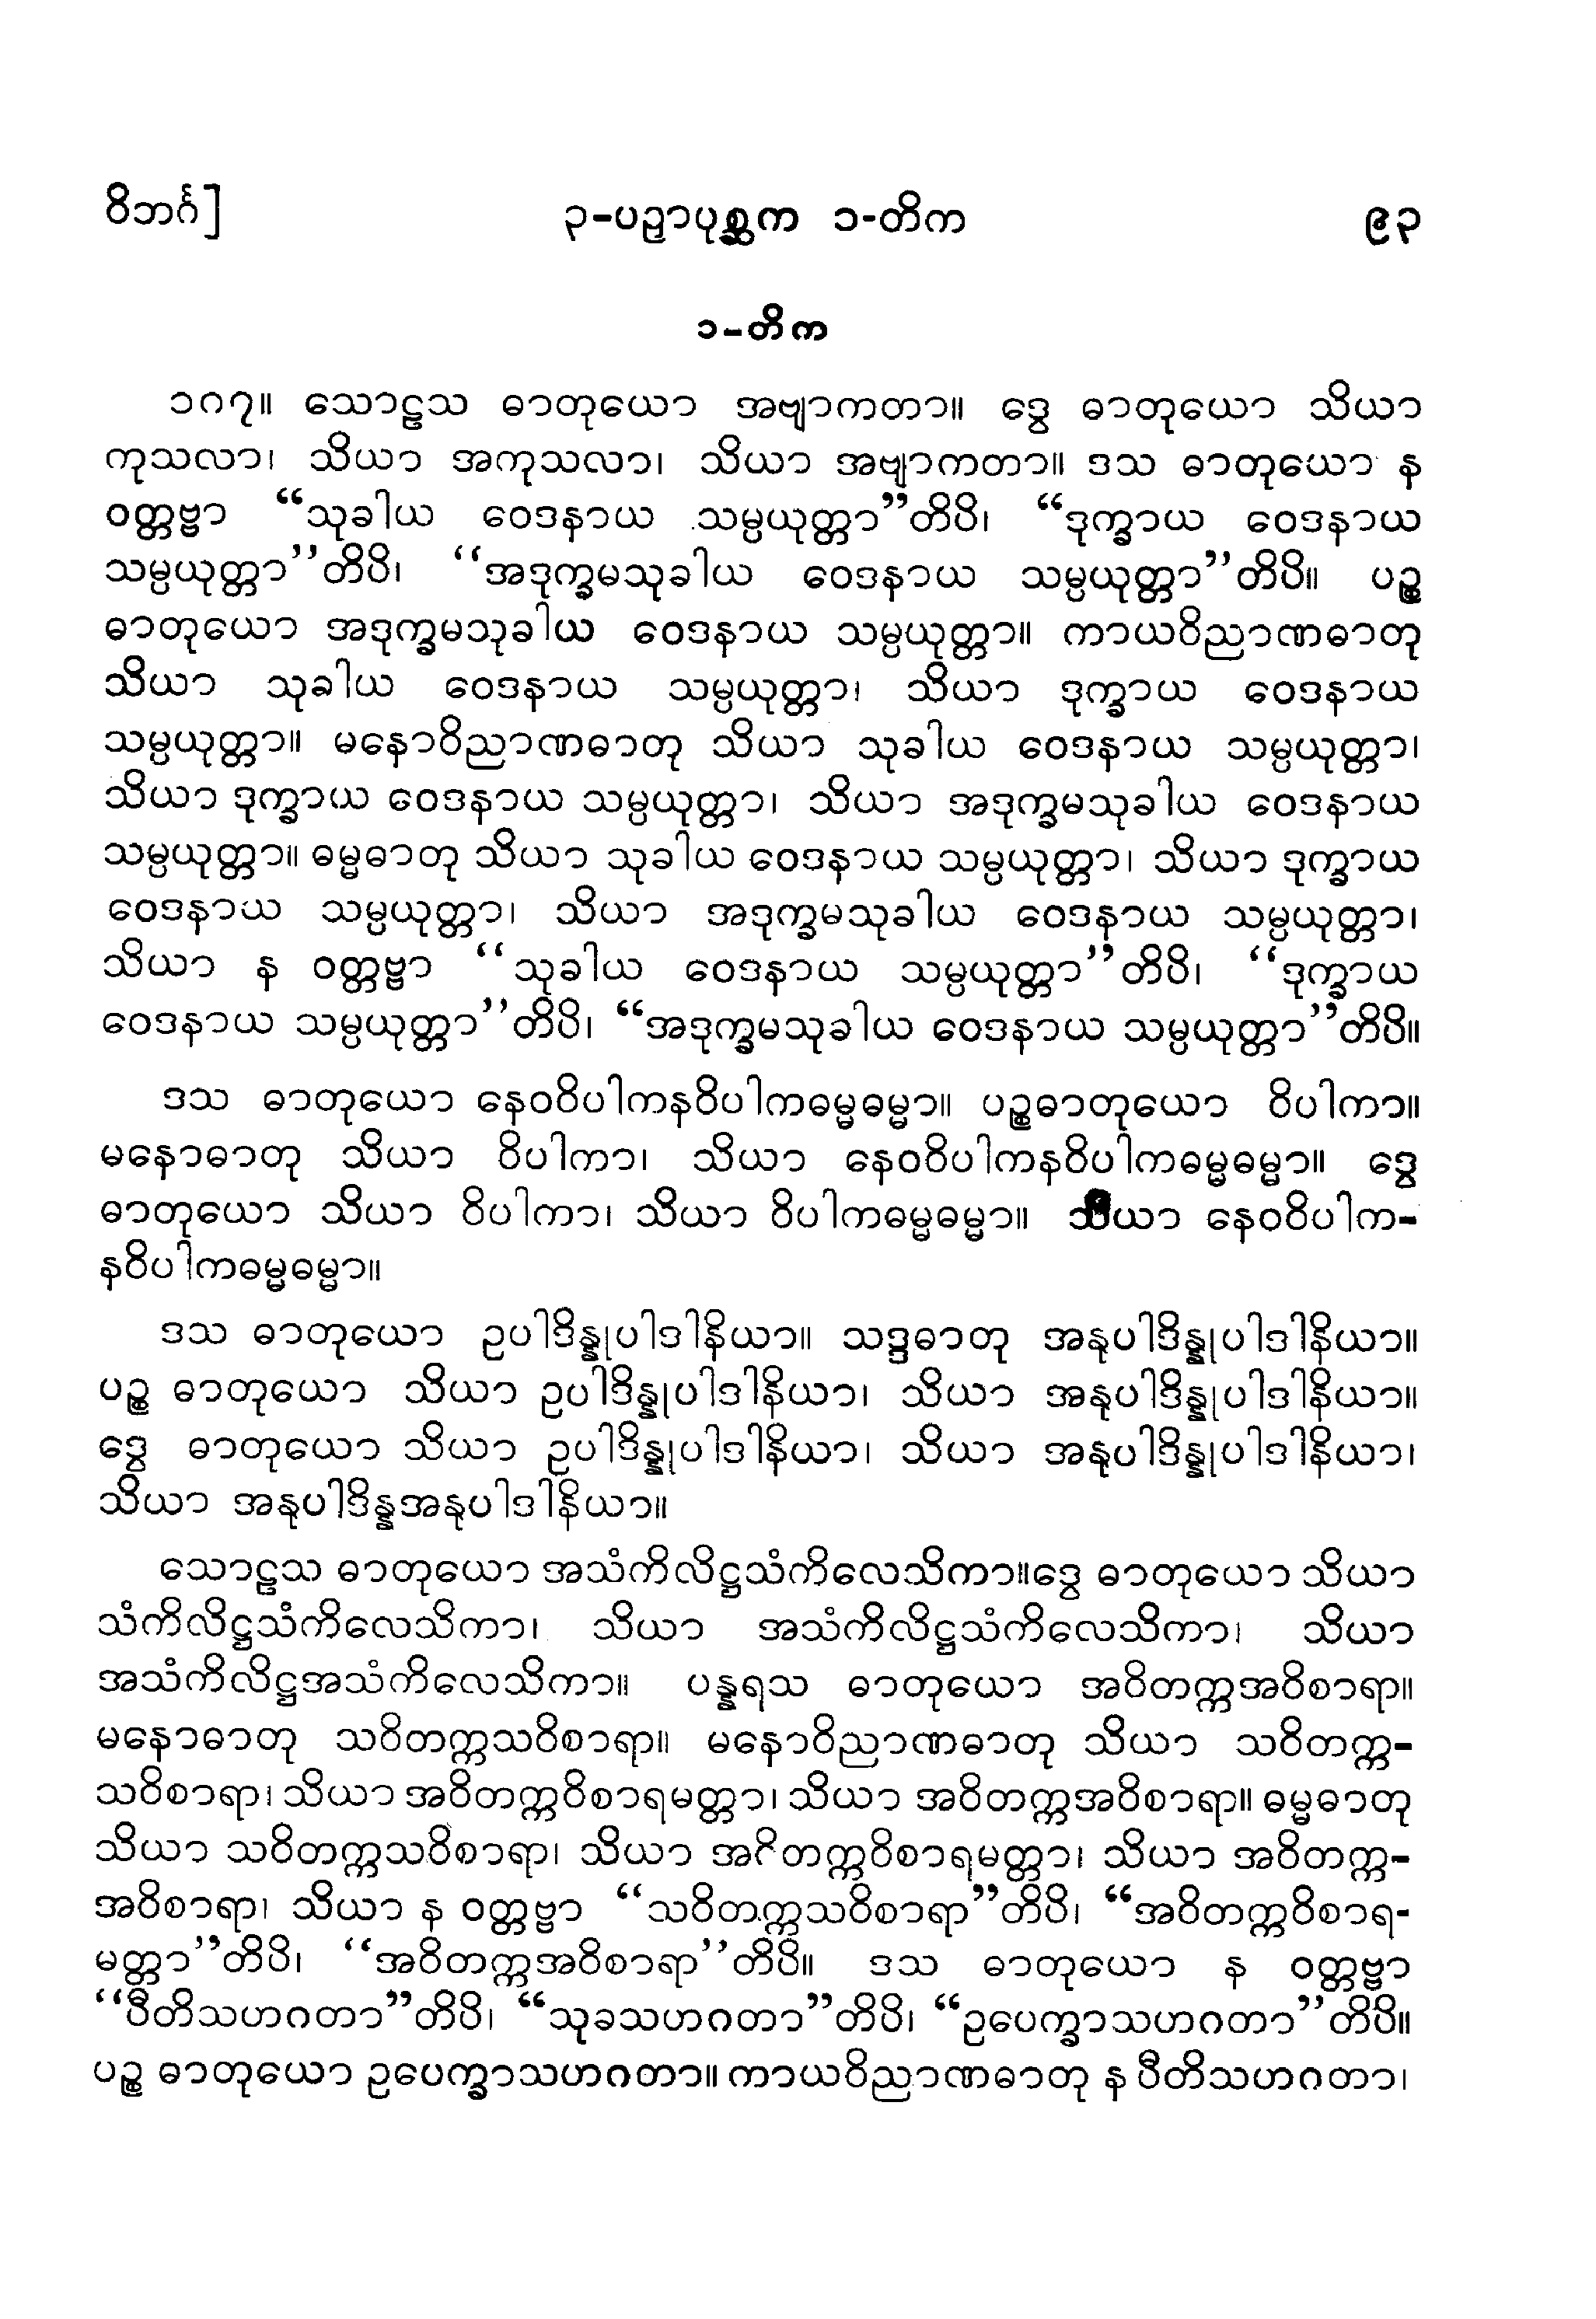 ဝိဘင်္ဂ] ၃-ပဉှာပုစ္ဆက ၁-တိက ၉၃
၁-တိက
၁၈၇။ သောဠသ ဓာတုယော အဗျာကတာ။ ဒွေ ဓာတုယော သိယာ
ကုသလာ၊ သိယာ အကုသလာ၊ သိယာ အဗျာကတာ။ ဒသ ဓာတုယော န
ဝတ္တဗ္ဗာ “သုခါယ ဝေဒနာယ သမ္ပယုတ္တာ”တိပိ၊ “ဒုက္ခာယ ဝေဒနာယ
သမ္ပယုတ္တာ”တိပိ၊ “အဒုက္ခမသုခါယ ဝေဒနာယ သမ္ပယုတ္တာ”တိပိ။ ပဉ္စ
ဓာတုယော အဒုက္ခမသုခါယ ဝေဒနာယ သမ္ပယုတ္တာ။ ကာယဝိညာဏဓာတု
သိယာ သုခါယ ဝေဒနာယ သမ္ပယုတ္တာ၊ သိယာ ဒုက္ခာယ ဝေဒနာယ
သမ္ပယုတ္တာ။ မနောဝိညာဏဓာတု သိယာ သုခါယ ဝေဒနာယ သမ္ပယုတ္တာ၊
သိယာ ဒုက္ခာယ ဝေဒနာယ သမ္ပယုတ္တာ၊ သိယာ အဒုက္ခမသုခါယ ဝေဒနာယ
သမ္ပယုတ္တာ။ ဓမ္မဓာတု သိယာ သုခါယ ဝေဒနာယ သမ္ပယုတ္တာ၊ သိယာ ဒုက္ခာယ
ဝေဒနာယ သမ္ပယုတ္တာ၊ သိယာ အဒုက္ခမသုခါယ ဝေဒနာယ သမ္ပယုတ္တာ၊
သိယာ န ဝတ္တဗ္ဗာ “သုခါယ ဝေဒနာယ သမ္ပယုတ္တာ”တိပိ၊ “ဒုက္ခာယ
ဝေဒနာယ သမ္ပယုတ္တာ”တိပိ၊ “အဒုက္ခမသုခါယ ဝေဒနာယ သမ္ပယုတ္တာ”တိပိ။
ဒသ ဓာတုယော နေဝဝိပါကနဝိပါကဓမ္မဓမ္မာ။ ပဉ္စဓာတုယော ဝိပါကာ။
မနောဓာတု သိယာ ဝိပါကာ၊ သိယာ နေဝဝိပါကနဝိပါကဓမ္မဓမ္မာ။ ဒွေ
ဓာတုယော သိယာ ဝိပါကာ၊ သိယာ ဝိပါကဓမ္မဓမ္မာ။ သိယာ နေဝဝိပါက-
နဝိပါကဓမ္မဓမ္မာ။
ဒသ ဓာတုယော ဥပါဒိန္နုပါဒါနိယာ။ သဒ္ဒဓာတု အနုပါဒိန္နုပါဒါနိယာ။
ပဉ္စ ဓာတုယော သိယာ ဥပါဒိန္နုပါဒါနိယာ၊ သိယာ အနုပါဒိန္နုပါဒါနိယာ။
ဒွေ ဓာတုယော သိယာ ဥပါဒိန္နုပါဒါနိယာ၊ သိယာ အနုပါဒိန္နုပါဒါနိယာ၊
သိယာ အနုပါဒိန္နအနုပါဒါနိယာ။
သောဠသ ဓာတုယော အသံကိလိဋ္ဌသံကိလေသိကာ။ဒွေ ဓာတုယော သိယာ
သံကိလိဋ္ဌသံကိလေသိကာ၊ သိယာ အသံကိလိဋ္ဌသံကိလေသိကာ၊ သိယာ
အသံကိလိဋ္ဌအသံကိလေသိကာ။ ပန္နရသ ဓာတုယော အဝိတက္ကအဝိစာရာ။
မနောဓာတု သဝိတက္ကသဝိစာရာ။ မနောဝိညာဏဓာတု သိယာ သဝိတက္က-
သဝိစာရာ၊ သိယာ အဝိတက္ကဝိစာရမတ္တာ၊ သိယာ အဝိတက္ကအဝိစာရာ။ ဓမ္မဓာတု
သိယာ သဝိတက္ကသဝိစာရာ၊ သိယာ အဝိတက္ကဝိစာရမတ္တာ၊ သိယာ အဝိတက္က-
အဝိစာရာ၊ သိယာ န ဝတ္တဗ္ဗာ “သဝိတက္ကသဝိစာရာ”တိပိ၊ “အဝိတက္ကဝိစာရ-
မတ္တာ”တိပိ၊ “အဝိတက္ကအဝိစာရာ”တိပိ။ ဒသ ဓာတုယော န ဝတ္တဗ္ဗာ
“ပီတိသဟဂတာ”တိပိ၊ “သုခသဟဂတာ”တိပိ၊ “ဥပေက္ခာသဟဂတာ”တိပိ။
ပဉ္စ ဓာတုယော ဥပေက္ခာသဟဂတာ။ ကာယဝိညာဏဓာတု န ပီတိသဟဂတာ၊